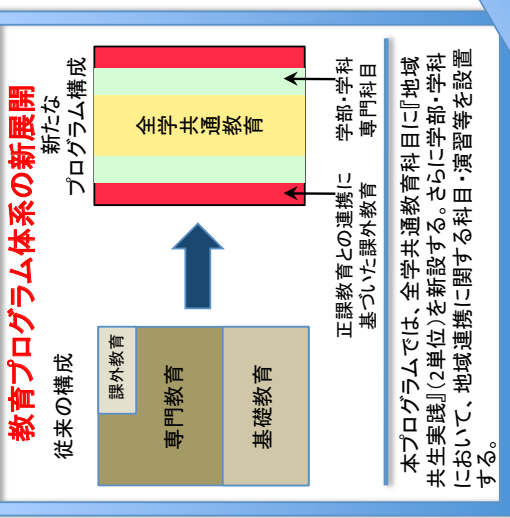 教育プログラム体系の新展開
従来の構成
新たな
プログラム構成
課外教育
専門教育
基礎教育
全学共通教育
正課教育との連携に
基づいた課外教育
学部・学科
専門科目
本プログラムでは、全学共通教育科目に『地域
共生実践』(2単位)を新設する。さらに学部・学科
において、地域連携に関する科目・演習等を設置
する。